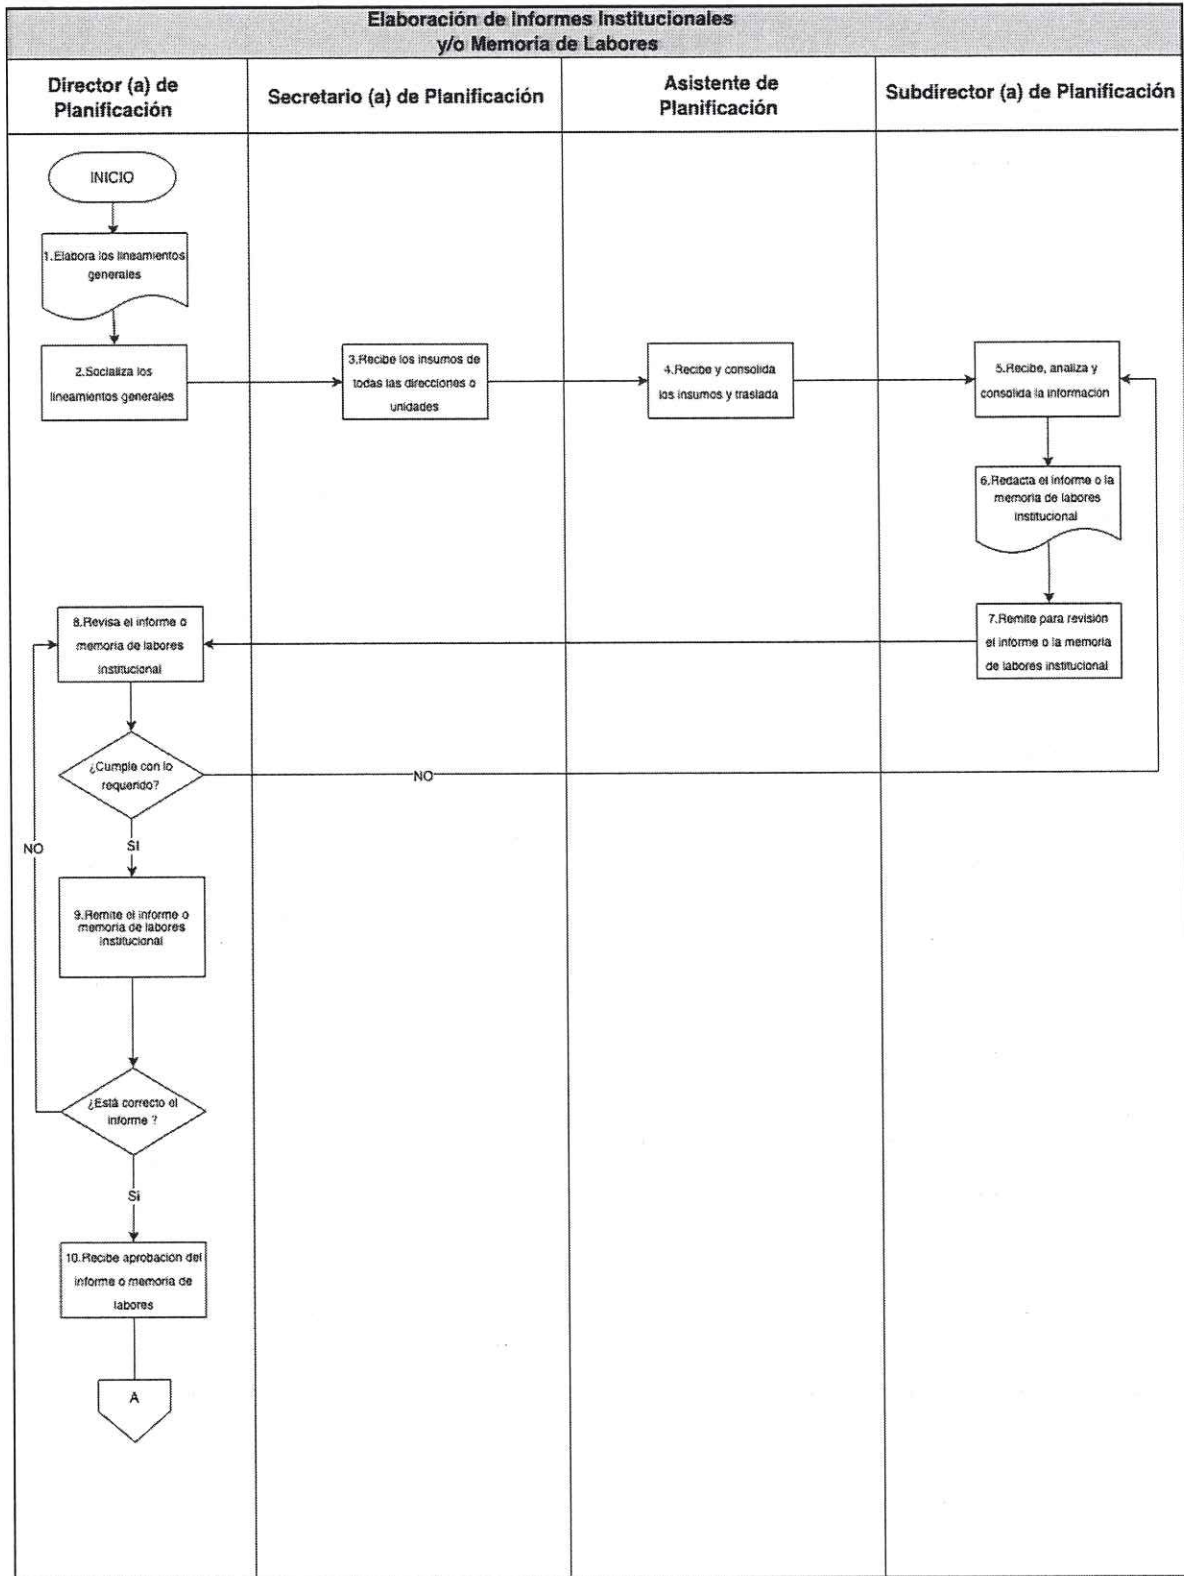 Elaboración de Informes Institucionales
y/o Memoria de Labores
Director (a) de
Planificación
Secretario (a) de Planificación
Asistente de
Planificación
Subdirector (a) de Planificación
INICIO
1.Elabora los lineamientos
generales
2.Socializa los
lineamientos generales
3.Recibe los insumos de
todas las direcciones o
unidades
4.Recibe y consolida
los insumos y traslada
5.Recibe, analiza y
consolida la información
6.Redacta el informe o la
memoria de labores
institucional
7.Remite para revisión
el informe o la memoria
de labores institucional
8.Revisa el informe o
memoria de labores
institucional
¿Cumple con lo
requerido?
NO
SI
NO
9.Remite el informe o
memoria de labores
institucional
¿Está correcto el
informe ?
Si
10.Recibe aprobación del
informe o memoria de
labores
A